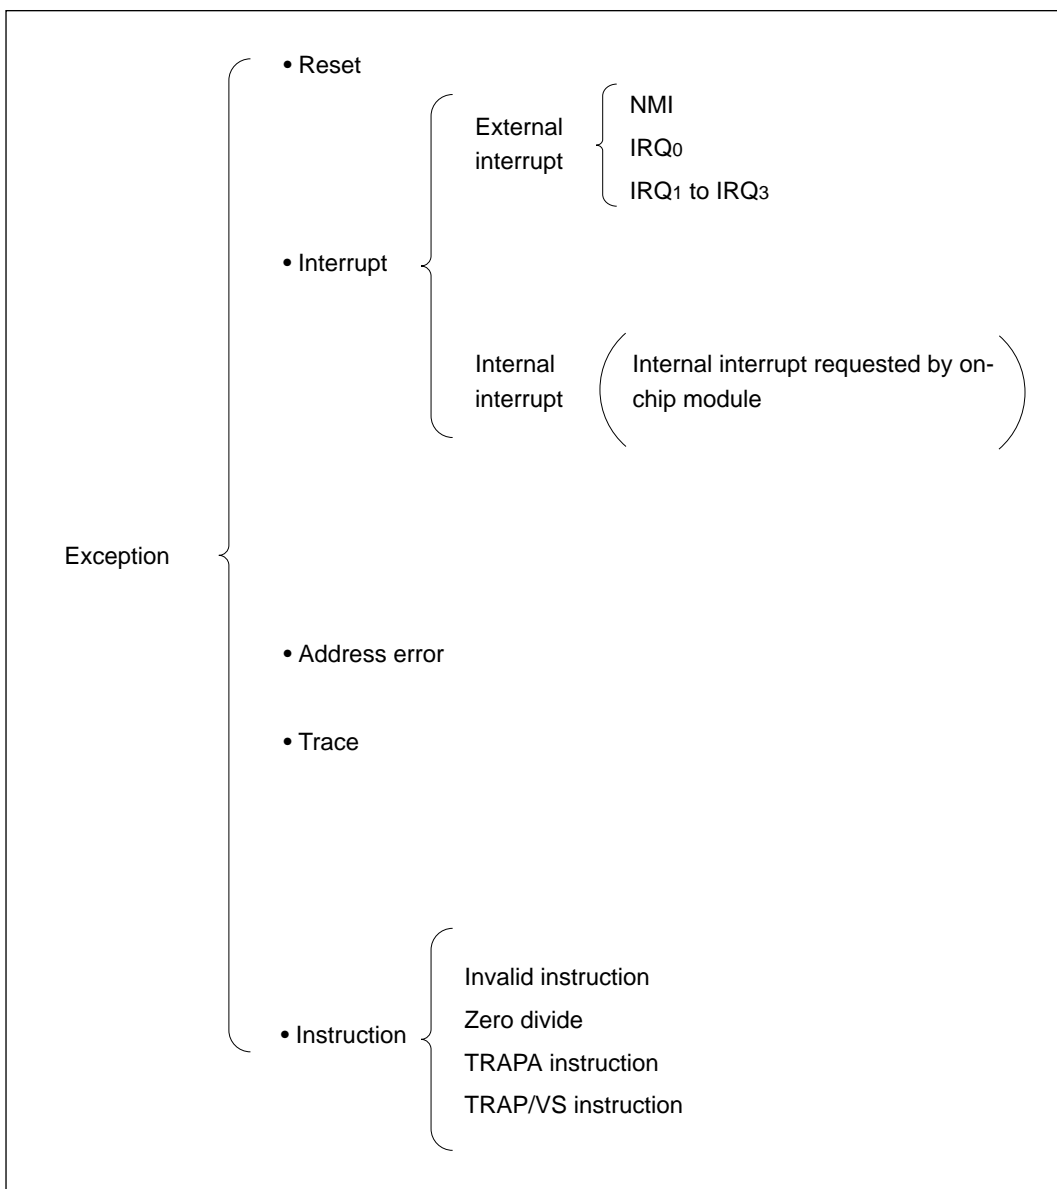 • Reset
External
interrupt
NMI
IRQ0
IRQ1 to IRQ3
• Interrupt
Internal
interrupt
Internal interrupt requested by on-
chip module
Exception
• Address error
• Trace
• Instruction
Invalid instruction
Zero divide
TRAPA instruction
TRAP/VS instruction